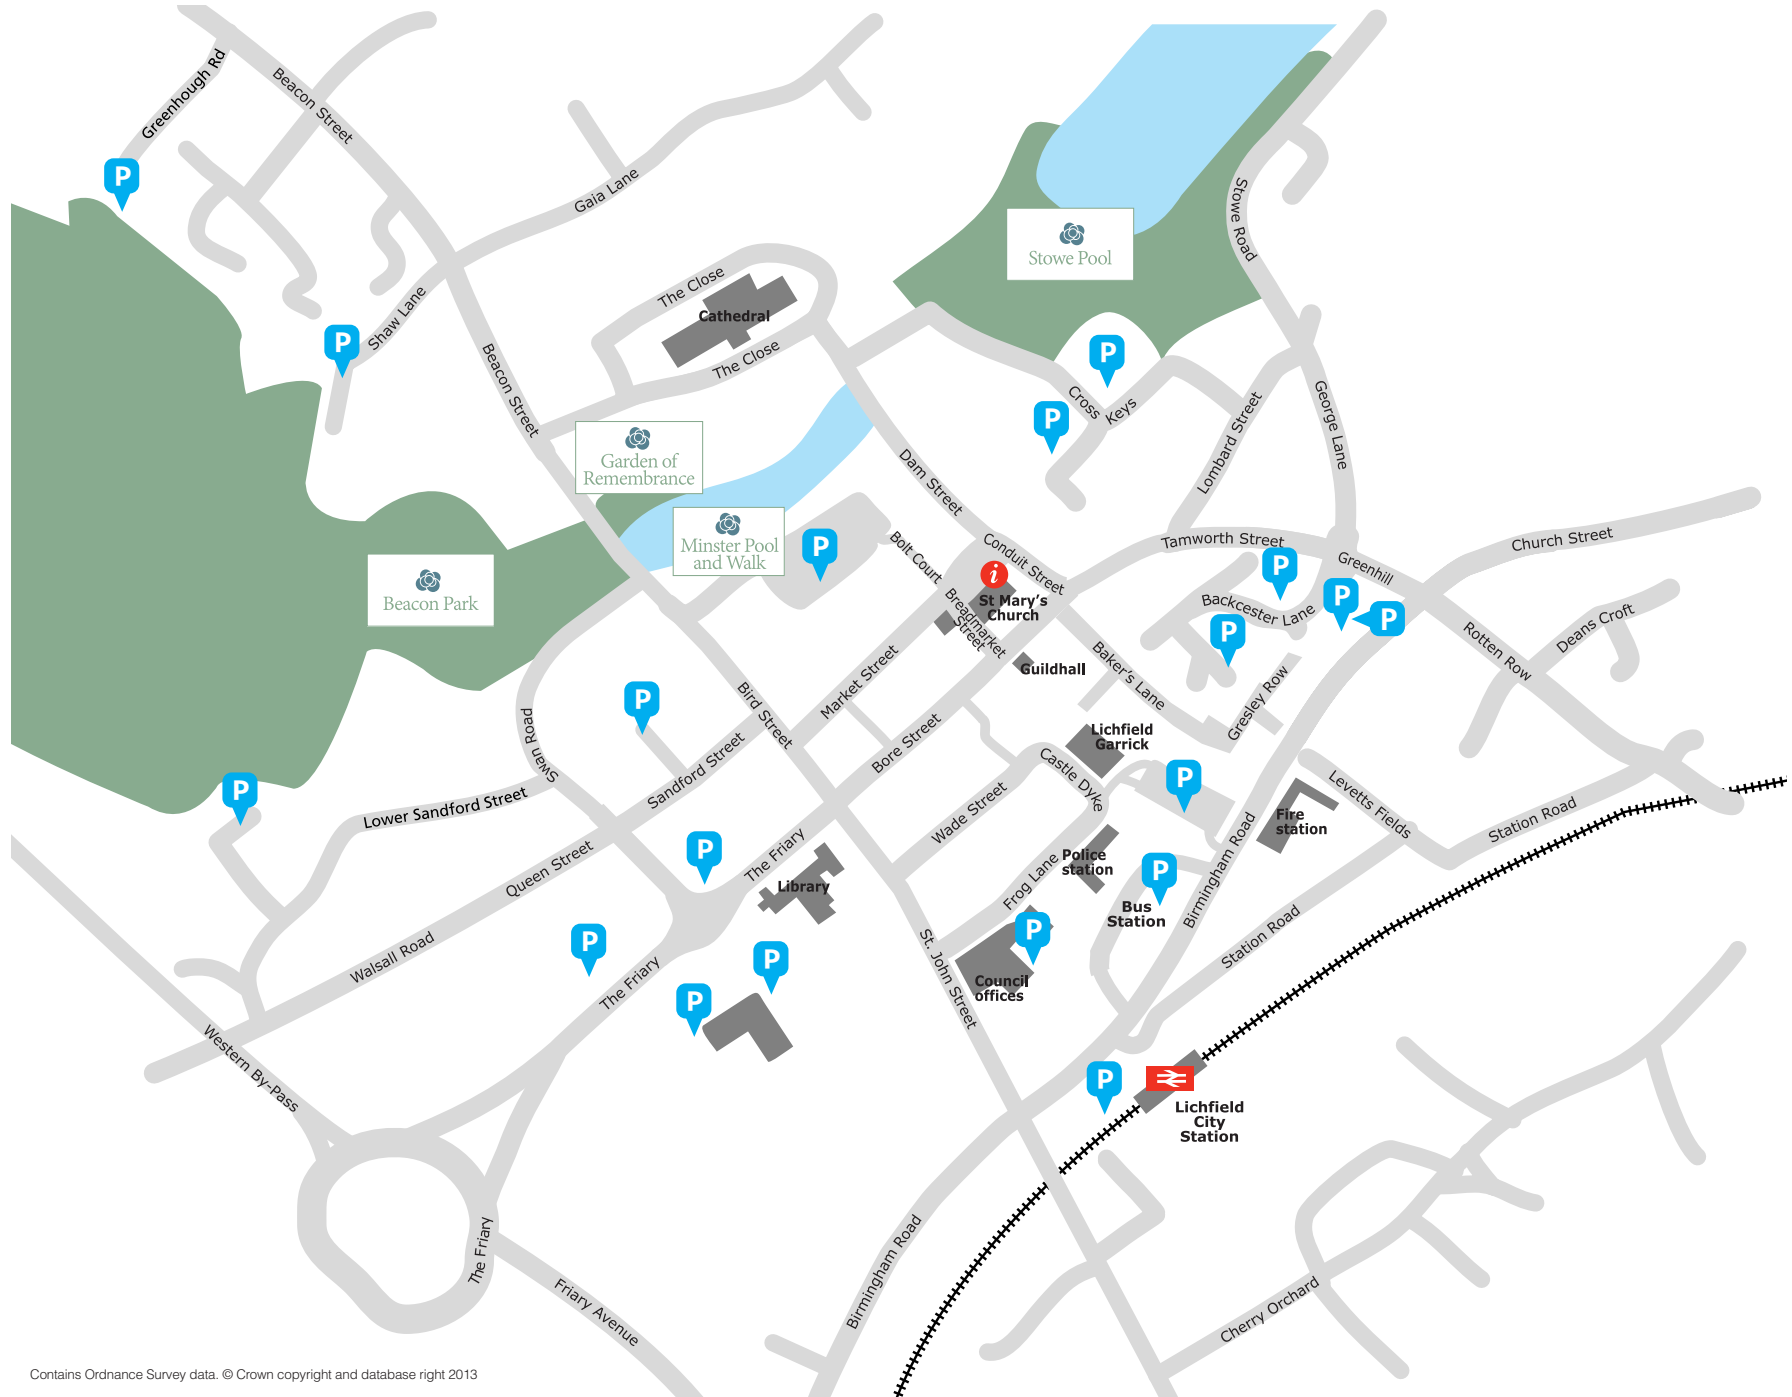 Greenhough Rd
Beacon Street
P
Gaia Lane
Stowe Road
Stowe Pool
The Close
Cathedral
The Close
Shaw Lane
P
Beacon Street
P
Cross
Keys
P
George Lane
Lombard Street
Garden of
Remembrance
Dam Street
Minster Pool
and Walk
P
Bolt Court
Conduit Street
Tamworth Street
Church Street
Greenhill
P
i
St Mary's
Church
Breadmarket
Street
Backcester Lane
P
P
P
Beacon Park
Deans Croft
Rotten Row
Guildhall
Baker's Lane
Market Street
Gresley Row
P
Bird Street
Swan Road
Bore Street
Lichfield
Garrick
Sandford Street
Castle Dyke
P
P
Lower Sandford Street
Wade Street
Levetts Fields
Fire
station
Station Road
P
The Friary
Queen Street
Library
Police
station
Frog Lane
P
Bus
Station
Birmingham Road
Station Road
Walsall Road
P
P
P
The Friary
St. John Street
P
Council
offices
Western By-Pass
P
Lichfield
City
Station
The Friary
Friary Avenue
Birmingham Road
Cherry Orchard
Contains Ordnance Survey data. © Crown copyright and database right 2013